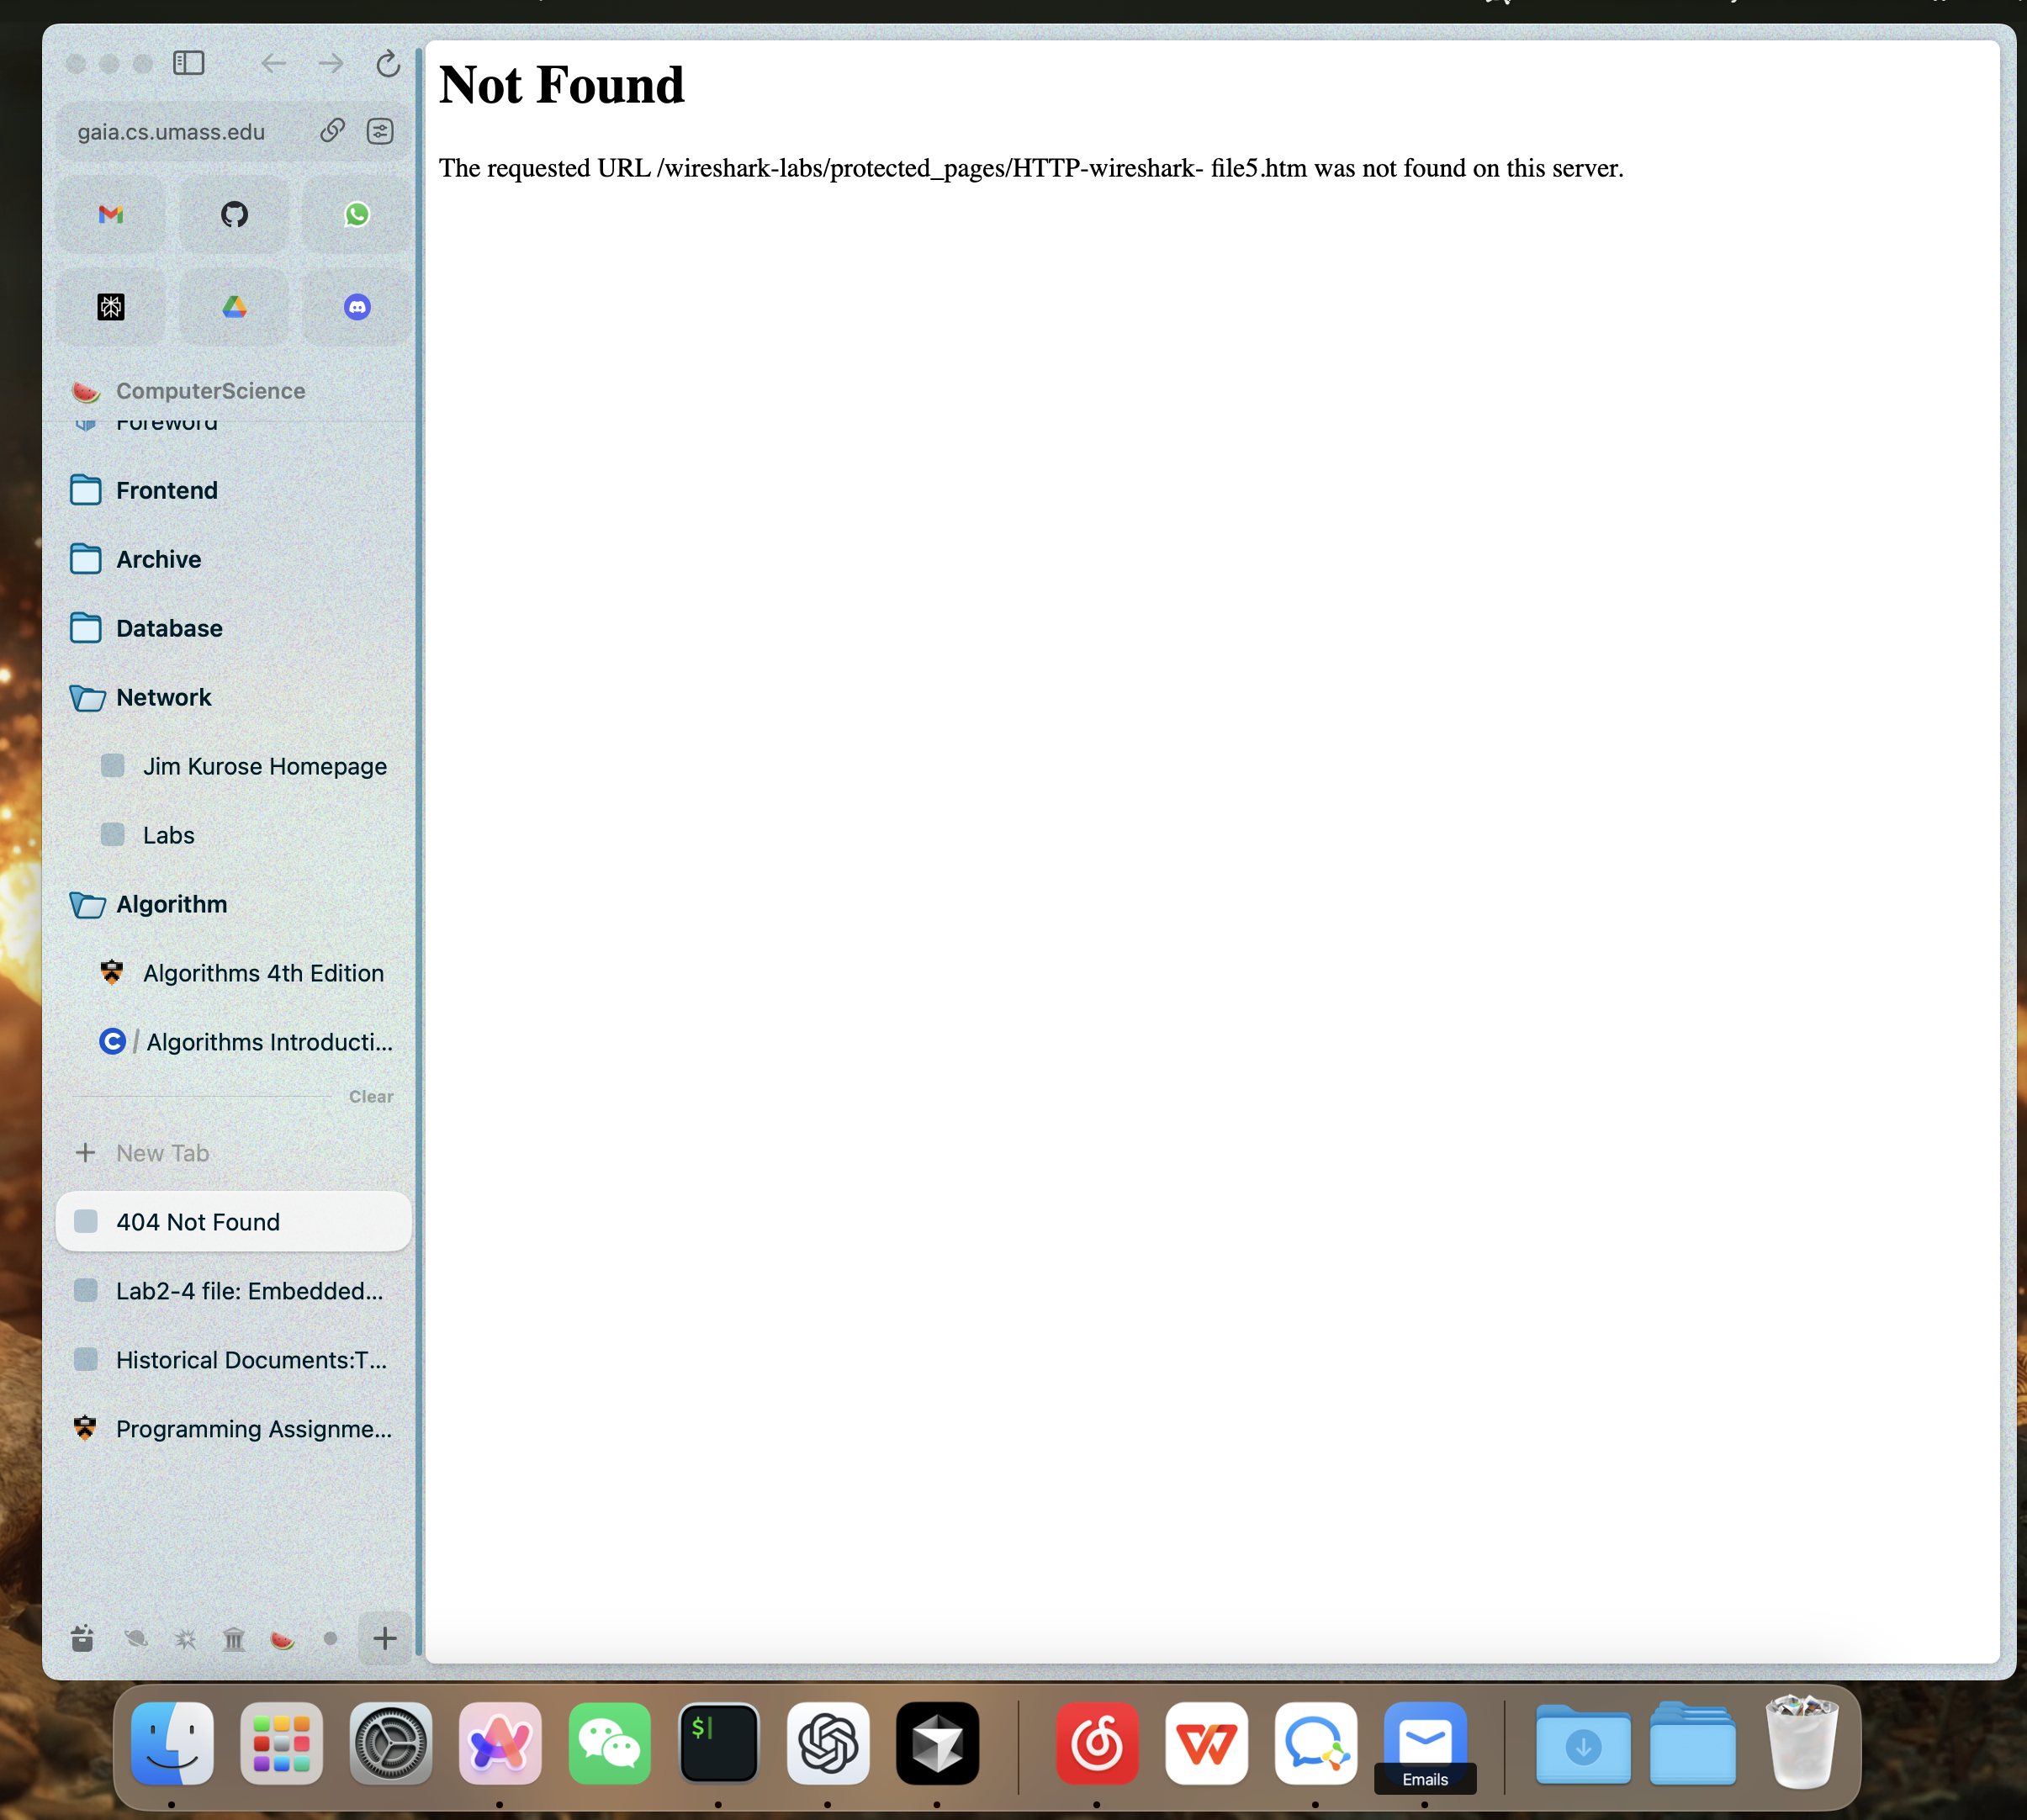 gaia.cs.umass.edu
ComputerScience
Foreword
Frontend
Archive
Database
Network
Jim Kurose Homepage
Labs
Algorithm
Algorithms 4th Edition
/ Algorithms Introducti...
Clear
New Tab
404 Not Found
Lab2-4 file: Embedded...
Historical Documents:T...
Programming Assignme...
Not Found
The requested URL /wireshark-labs/protected_pages/HTTP-wireshark- file5.htm was not found on this server.
$
Emails